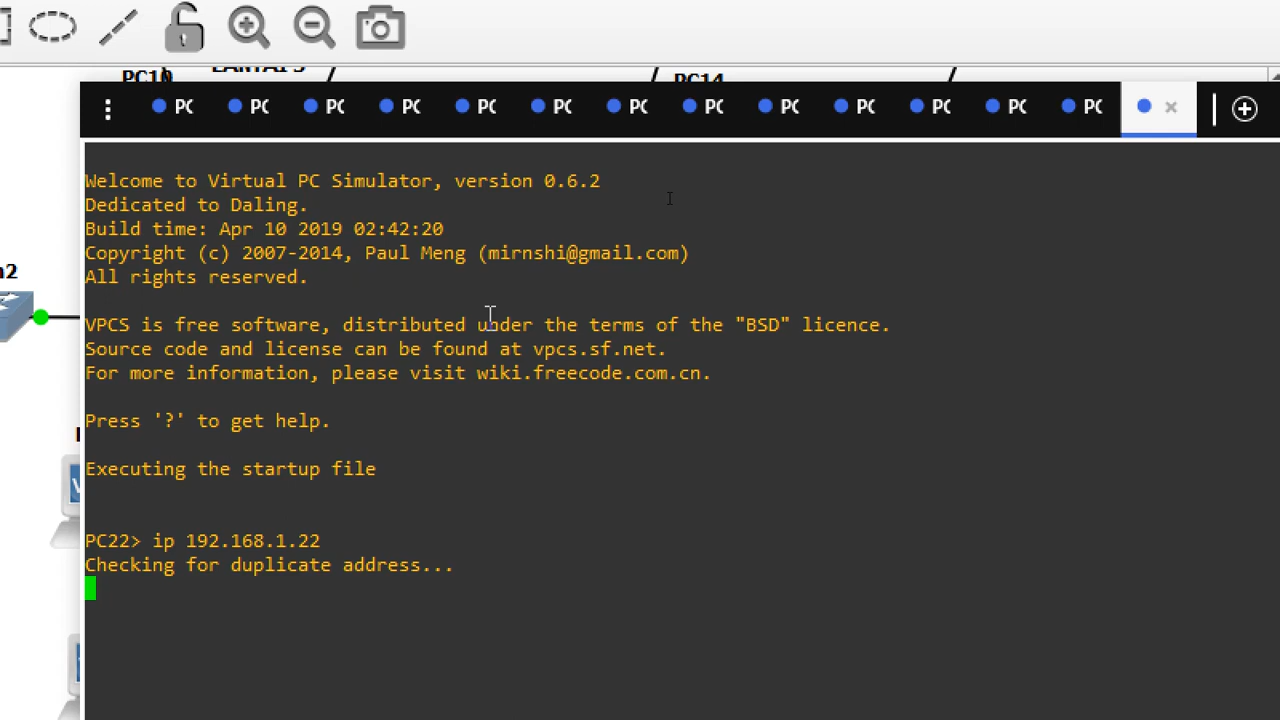 PC10
PC14
PC PC PC PC PC PC PC PC PC PC PC PC PC
Welcome to Virtual PC Simulator, version 0.6.2
Dedicated to Daling.
Build time: Apr 10 2019 02:42:20
Copyright (c) 2007-2014, Paul Meng (mirnshi@gmail.com)
All rights reserved.
VPCS is free software, distributed under the terms of the "BSD" licence.
Source code and license can be found at vpcs.sf.net.
For more information, please visit wiki.freecode.com.cn.
Press '?' to get help.
Executing the startup file
PC22> ip 192.168.1.22
Checking for duplicate address...